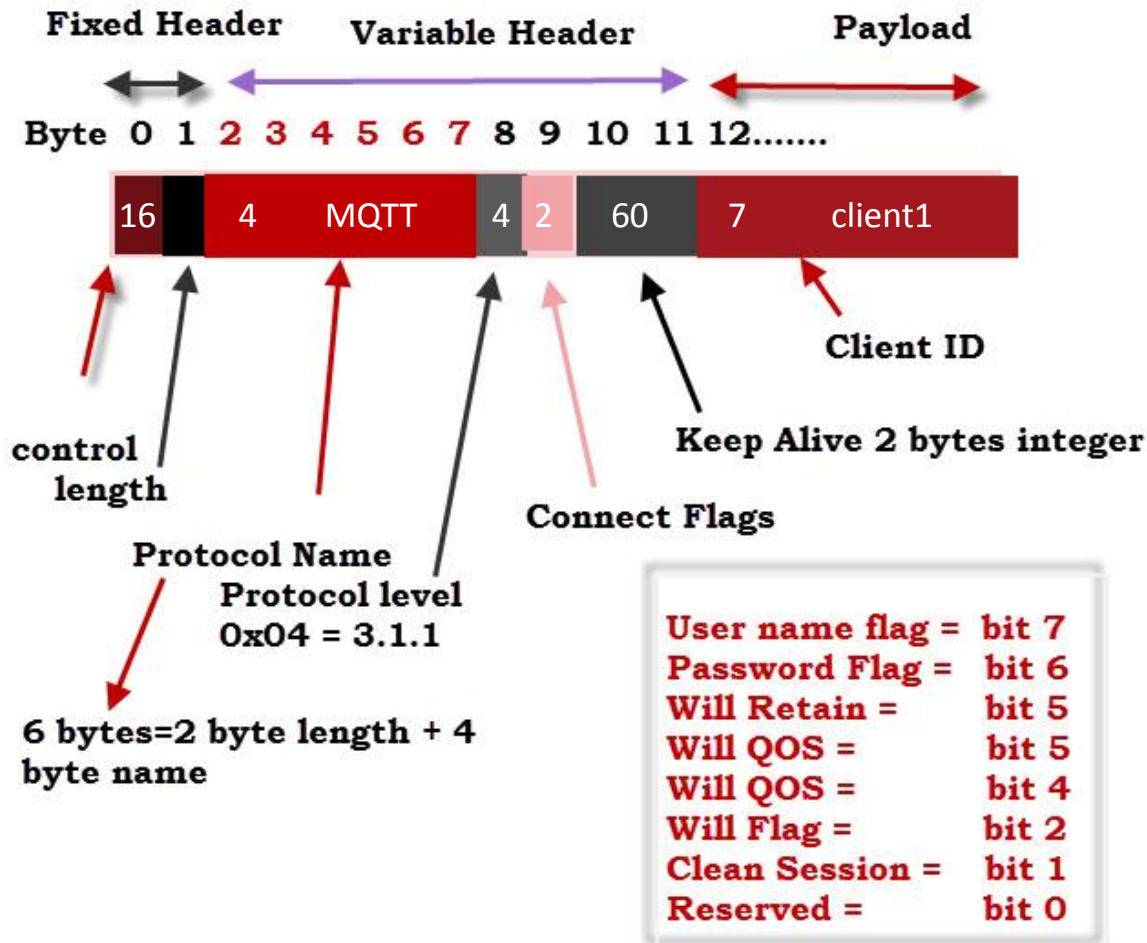 Fixed Header Variable Header Payload
Byte 0 1 2 3 4 5 6 7 8 9 10 11 12.......
16 4 MQTT 4 2 60 7 client1
Client ID
control
length
Keep Alive 2 bytes integer
Connect Flags
Protocol Name
Protocol level
0x04 = 3.1.1
6 bytes=2 byte length + 4
byte name
User name flag = bit 7
Password Flag = bit 6
Will Retain = bit 5
Will QOS = bit 5
Will QOS = bit 4
Will Flag = bit 2
Clean Session = bit 1
Reserved = bit 0